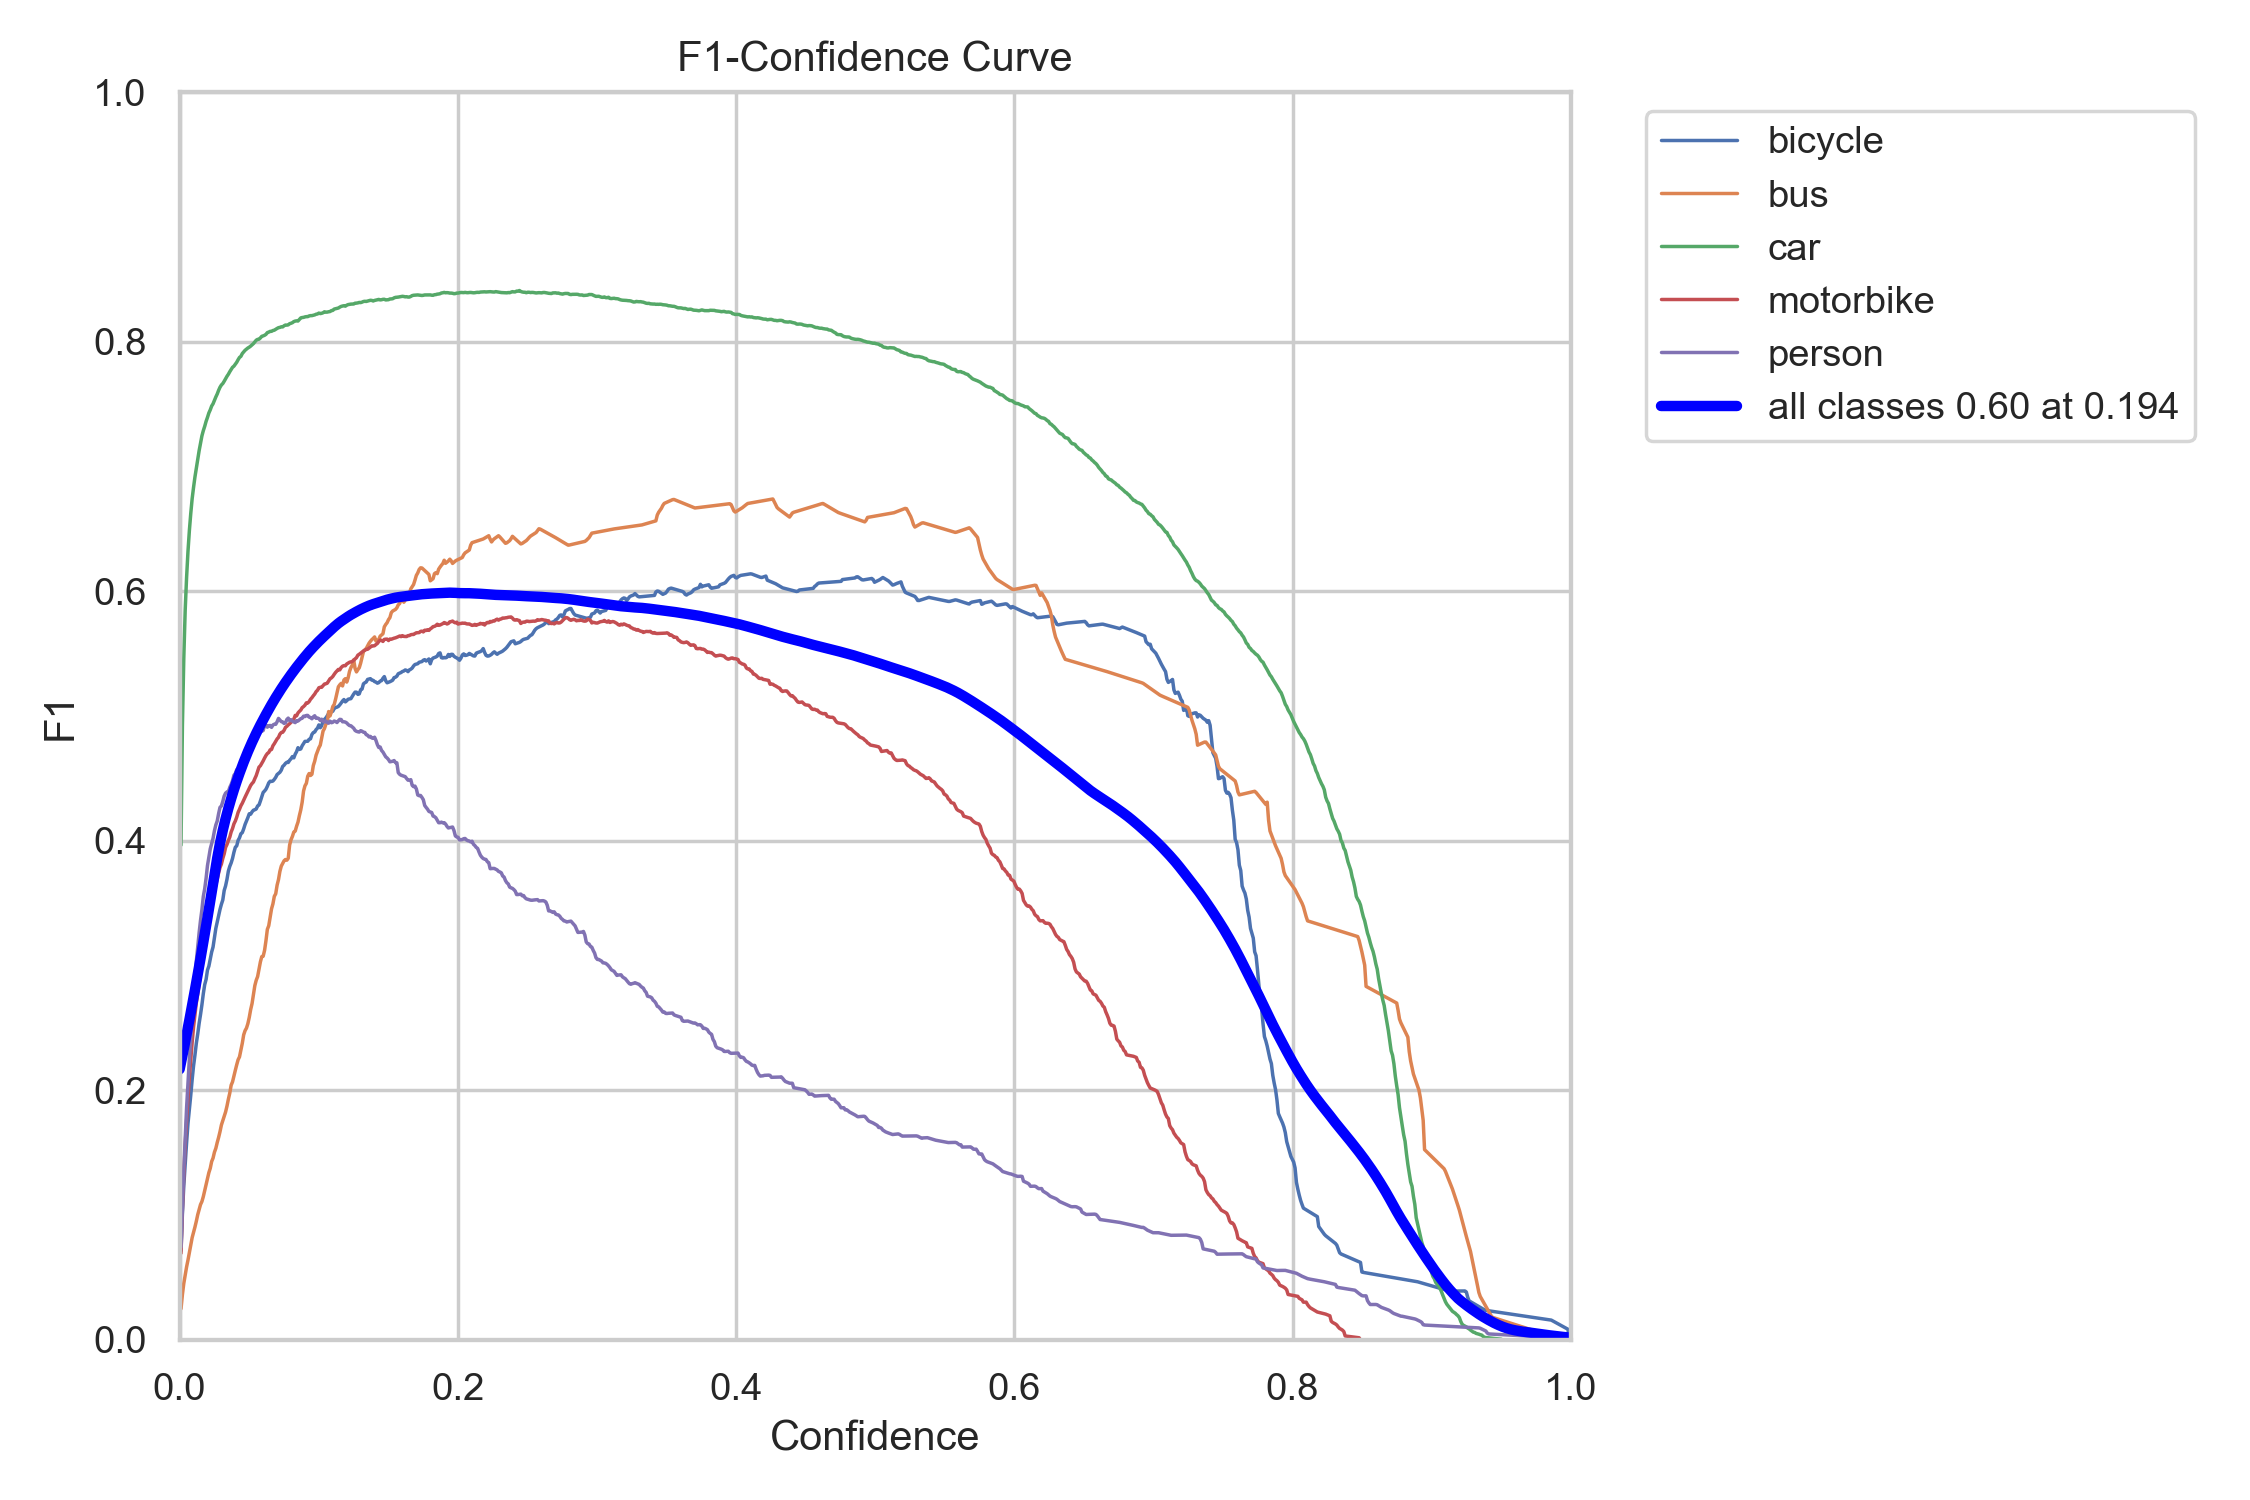 F1-Confidence Curve
1.0
0.8
0.6
0.4
0.2
0.0
F1
0.0 0.2 0.4 0.6 0.8 1.0
Confidence
bicycle
bus
car
motorbike
person
all classes 0.60 at 0.194